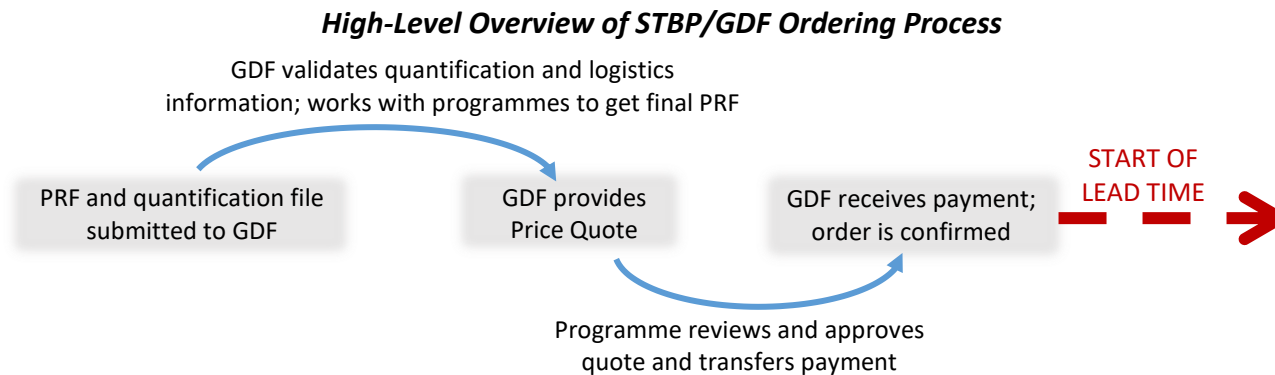 High-Level Overview of STBP/GDF Ordering Process
GDF validates quantification and logistics
information; works with programmes to get final PRF
PRF and quantification file
submitted to GDF
GDF provides
Price Quote
GDF receives payment;
order is confirmed
START OF
LEAD TIME
Programme reviews and approves
quote and transfers payment